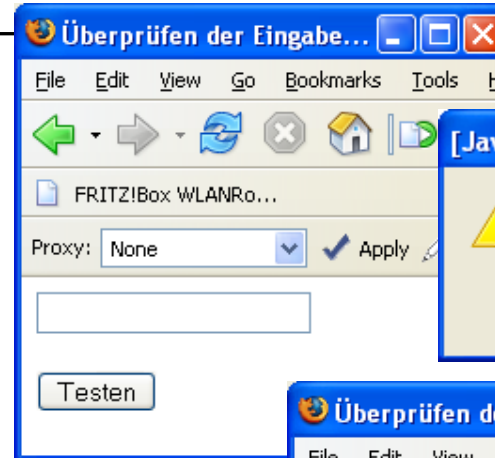 Überprüfen der Eingabe...
File Edit View Go Bookmarks Tools H
[Jav
FRITZ!Box WLANRo...
Proxy: None Apply
Testen
Überprüfen d
File Edit View